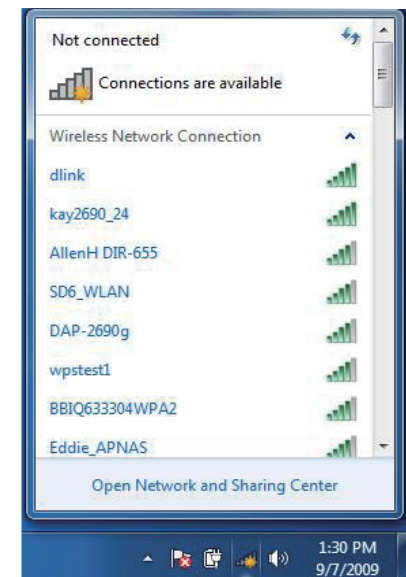 Not connected
Connections are available
Wireless Network Connection
dlink
kay2690_24
AllenH DIR-655
SD6_WLAN
DAP-2690g
wpstest1
BBIQ633304WPA2
Eddie_APNAS
Open Network and Sharing Center
1:30 PM
9/7/2009